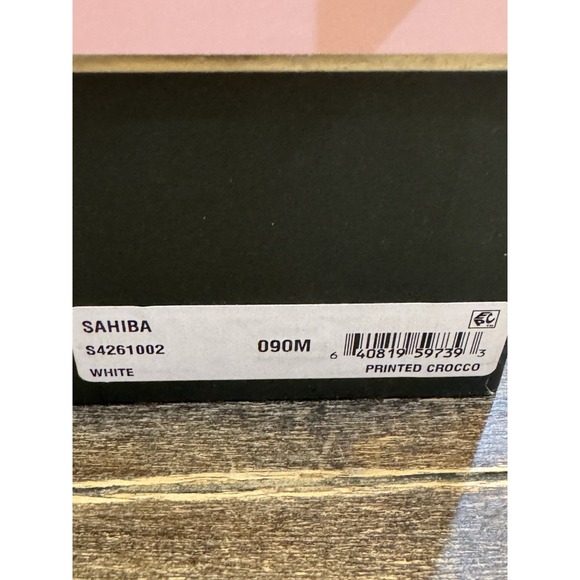 SAHIBA
S4261002
WHITE
090M
6 40819 59739 3
PRINTED CROCCO